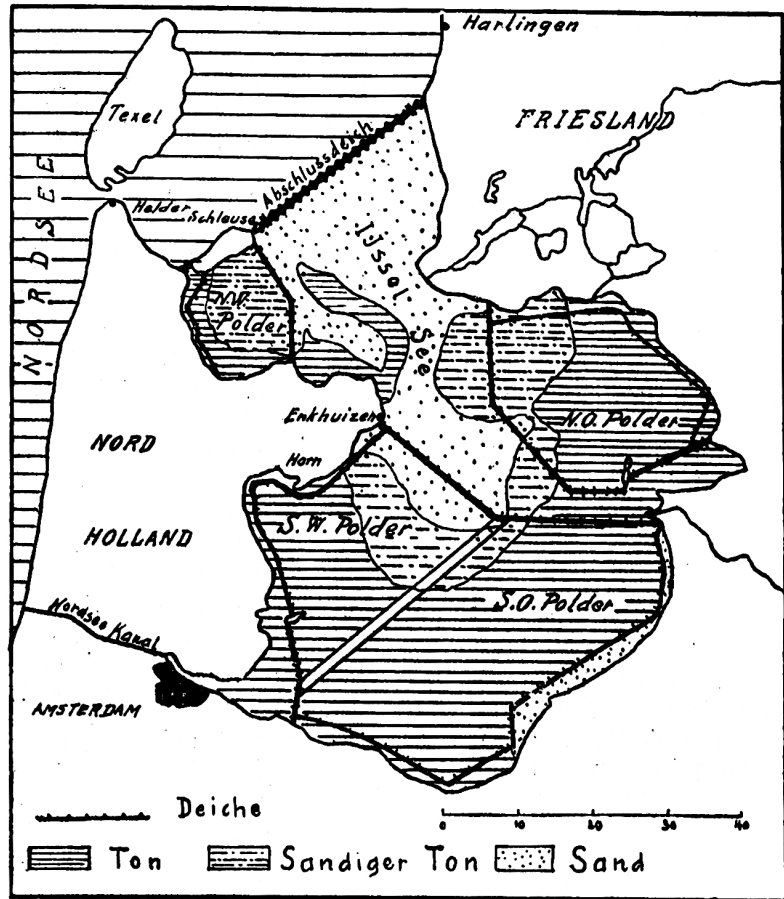 Harlingen
Texel
FRIESLAND
Abschlussdeich
NORDSEE
Helder
Schleuse
IJssel
See
N.W.
Polder
Enkhuizen
N.O. Polder
NORD
Horn
S.W. Polder
HOLLAND
S.O. Polder
Nordsee Kanal
AMSTERDAM
Deiche
0 10 20 30 40
Ton
Sandiger Ton
Sand